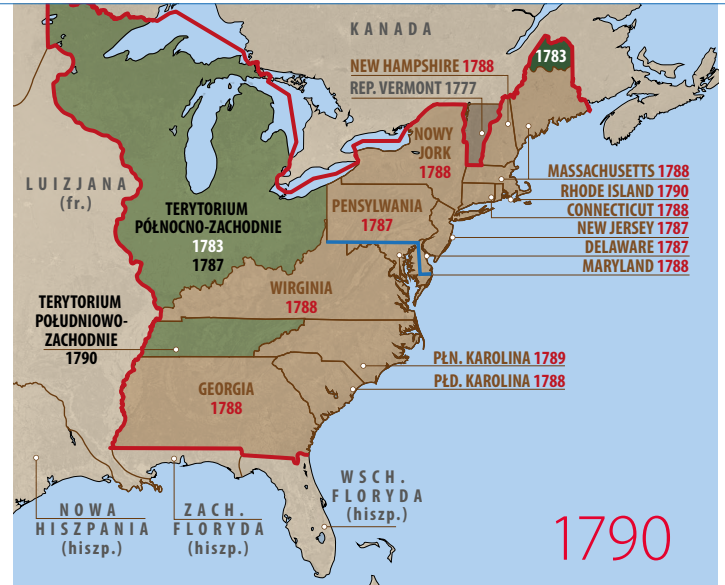 KANADA
1783
NEW HAMPSHIRE 1788
REP. VERMONT 1777
NOWY
JORK
1788
MASSACHUSETTS 1788
RHODE ISLAND 1790
CONNECTICUT 1788
NEW JERSEY 1787
DELAWARE 1787
MARYLAND 1788
LUIZJANA
(fr.)
TERYTORIUM
PÓŁNOCNO-ZACHODNIE
1783
1787
PENSYLWANIA
1787
WIRGINIA
1788
TERYTORIUM
POŁUDNIOWO-
ZACHODNIE
1790
PŁN. KAROLINA 1789
PŁD. KAROLINA 1788
GEORGIA
1788
NOWA
HISZPANIA
(hiszp.)
ZACH.
FLORYDA
(hiszp.)
WSCH.
FLORYDA
(hiszp.)
1790